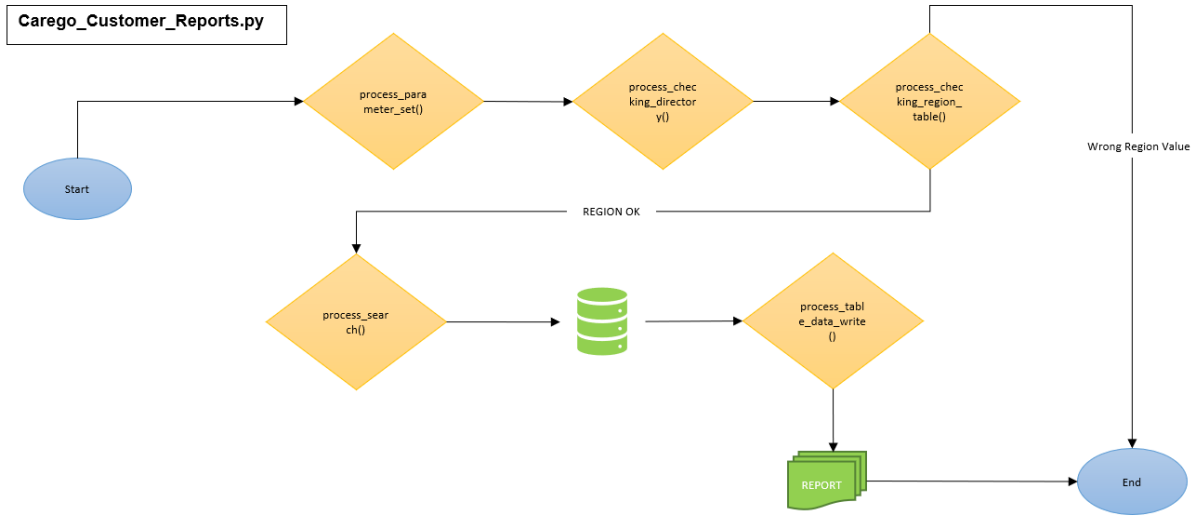 Carego_Customer_Reports.py
process_para
meter_set()
process_chec
king_director
y()
process_chec
king_region_
table()
Wrong Region Value
Start
REGION OK
process_sear
ch()
process_tabl
e_data_write
()
REPORT
End